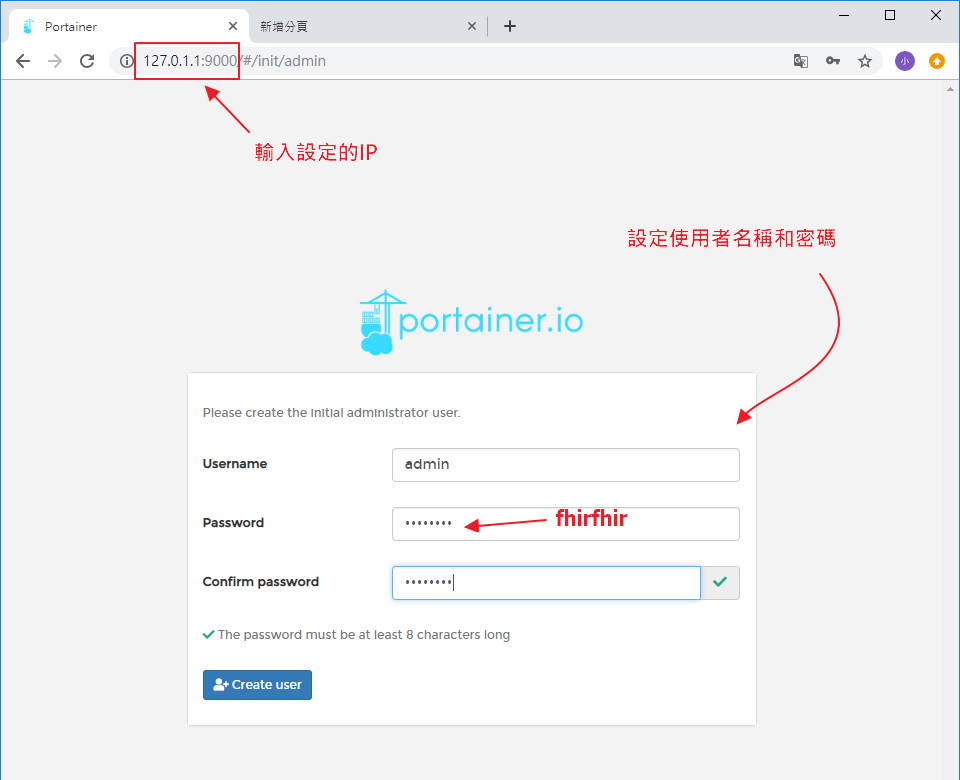 Portainer
新增分頁
127.0.1.1:9000/#/init/admin
小
輸入設定的IP
設定使用者名稱和密碼
portainer.io
Please create the initial administrator user.
Username
admin
Password
••••••••
fhirfhir
Confirm password
••••••••
The password must be at least 8 characters long
Create user